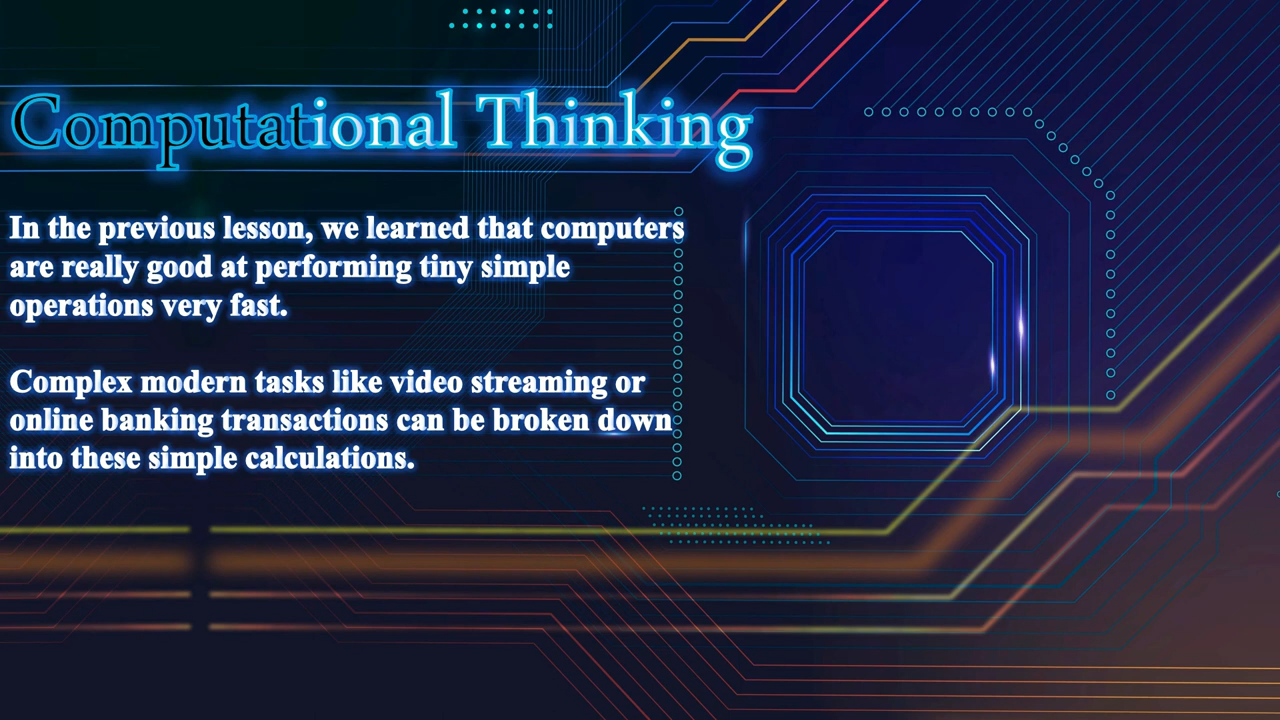 Computational Thinking
In the previous lesson, we learned that computers
are really good at performing tiny simple
operations very fast.
Complex modern tasks like video streaming or
online banking transactions can be broken down
into these simple calculations.